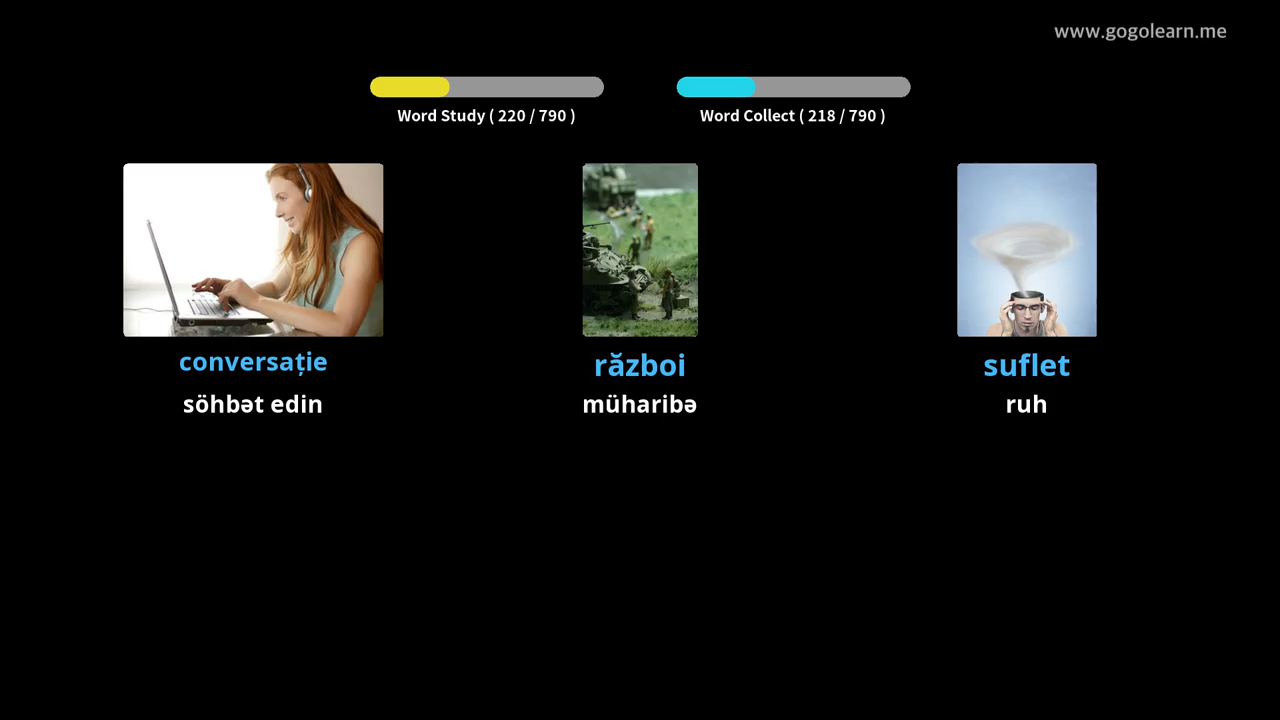 www.gogolearn.me
Word Study ( 220 / 790 )
Word Collect ( 218 / 790 )
conversație
război
suflet
söhbət edin
müharibə
ruh